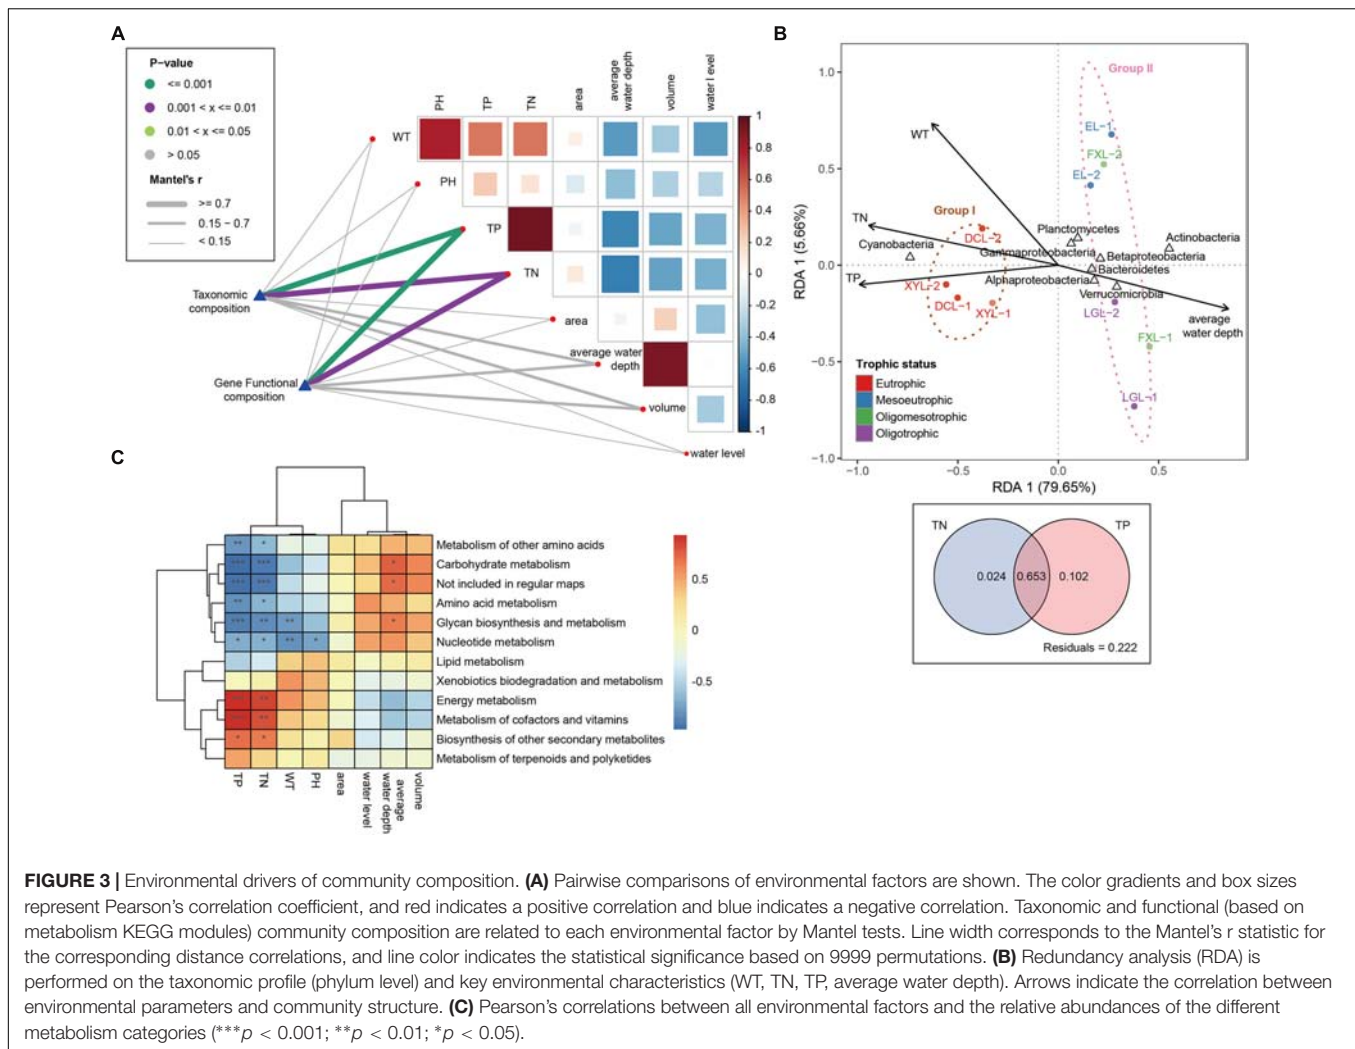 A
P-value
<= 0.001
0.001 < x <= 0.01
0.01 < x <= 0.05
> 0.05
Mantel's r
>= 0.7
0.15 − 0.7
< 0.15
PH
TP
TN
area
average
water depth
volume
water l evel
WT
PH
TP
TN
area
average water
depth
volume
water level
Taxonomic
composition
Gene Functional
composition
1
0.8
0.6
0.4
0.2
0
-0.2
-0.4
-0.6
-0.8
-1
B
RDA 1 (5.66%)
1.0
0.5
0.0
−0.5
−1.0
−1.0
−0.5
0.0
0.5
RDA 1 (79.65%)
Group II
EL−1
FXL−2
EL−2
WT
TN
Group I
DCL−2
Cyanobacteria
Planctomycetes
Actinobacteria
Gammaproteobacteria
Betaproteobacteria
Bacteroidetes
TP
Alphaproteobacteria
Verrucomicrobia
XYL−2
DCL−1
XYL−1
LGL−2
average
water depth
FXL−1
LGL−1
Trophic status
Eutrophic
Mesoeutrophic
Oligomesotrophic
Oligotrophic
TN
TP
0.024
0.653
0.102
Residuals = 0.222
C
** * Metabolism of other amino acids
*** *** * Carbohydrate metabolism
*** *** * Not included in regular maps
** * Amino acid metabolism
*** ** ** * Glycan biosynthesis and metabolism
* * ** * Nucleotide metabolism
Lipid metabolism
Xenobiotics biodegradation and metabolism
*** ** Energy metabolism
*** ** Metabolism of cofactors and vitamins
* * Biosynthesis of other secondary metabolites
Metabolism of terpenoids and polyketides
TP
TN
WT
PH
area
water level
average
water depth
volume
0.5
0
-0.5
FIGURE 3 | Environmental drivers of community composition. (A) Pairwise comparisons of environmental factors are shown. The color gradients and box sizes
represent Pearson's correlation coefficient, and red indicates a positive correlation and blue indicates a negative correlation. Taxonomic and functional (based on
metabolism KEGG modules) community composition are related to each environmental factor by Mantel tests. Line width corresponds to the Mantel's r statistic for
the corresponding distance correlations, and line color indicates the statistical significance based on 9999 permutations. (B) Redundancy analysis (RDA) is
performed on the taxonomic profile (phylum level) and key environmental characteristics (WT, TN, TP, average water depth). Arrows indicate the correlation between
environmental parameters and community structure. (C) Pearson's correlations between all environmental factors and the relative abundances of the different
metabolism categories (***p < 0.001; **p < 0.01; *p < 0.05).